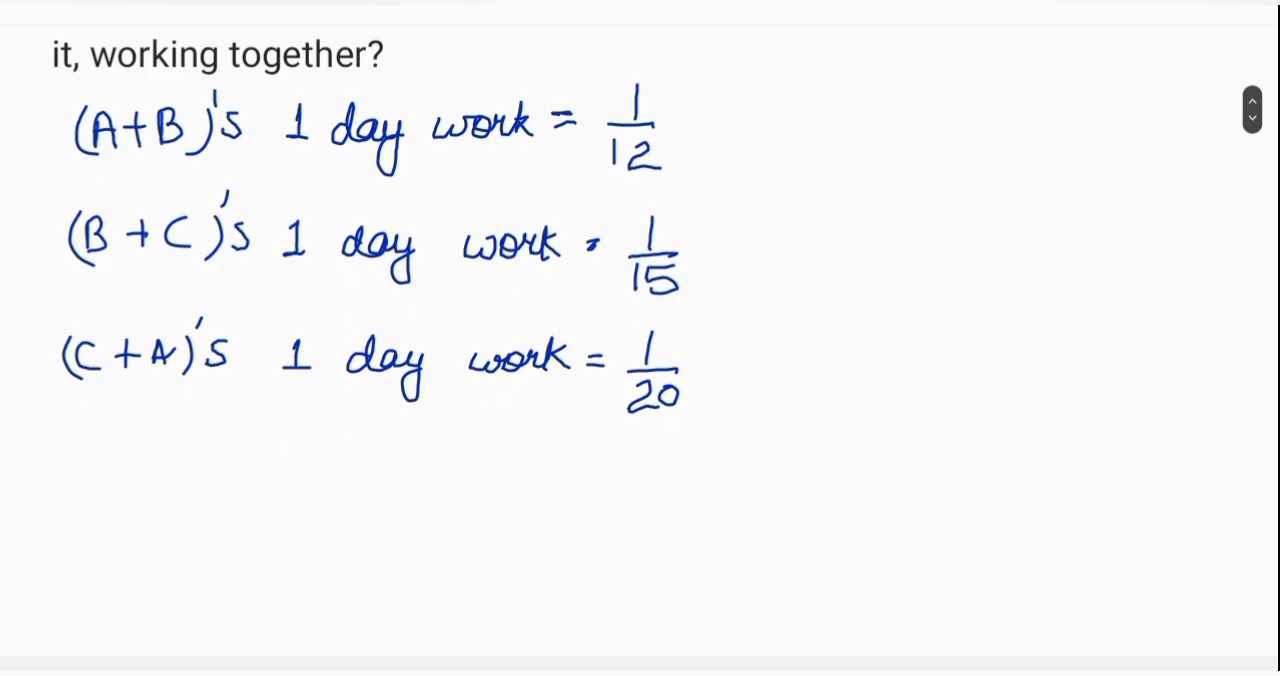 it, working together?
(A+B)'s 1 day work = 1/12
(B+C)'s 1 day work = 1/15
(C+A)'s 1 day work = 1/20